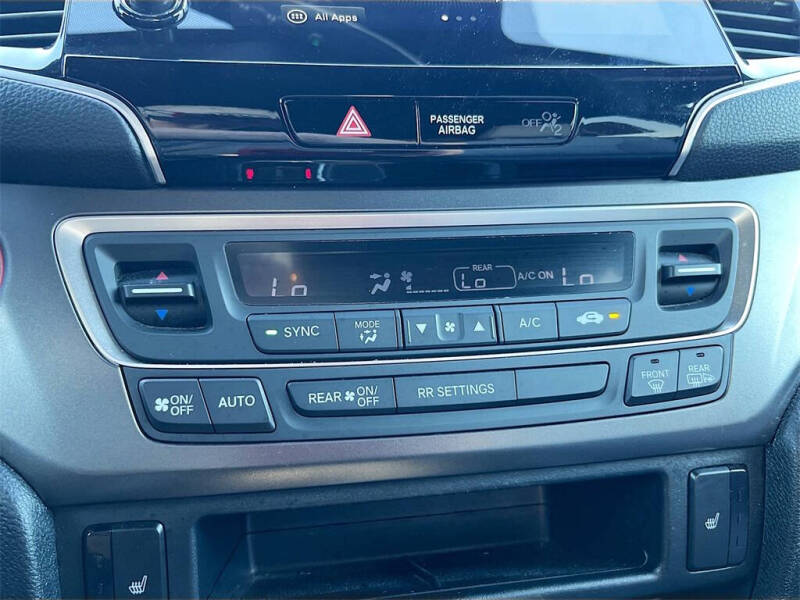 All Apps
PASSENGER
AIRBAG
OFF
2
Lo
REAR
Lo
A/C ON
Lo
SYNC
MODE
A/C
ON/
OFF
AUTO
REAR ON/
OFF
RR SETTINGS
FRONT
REAR